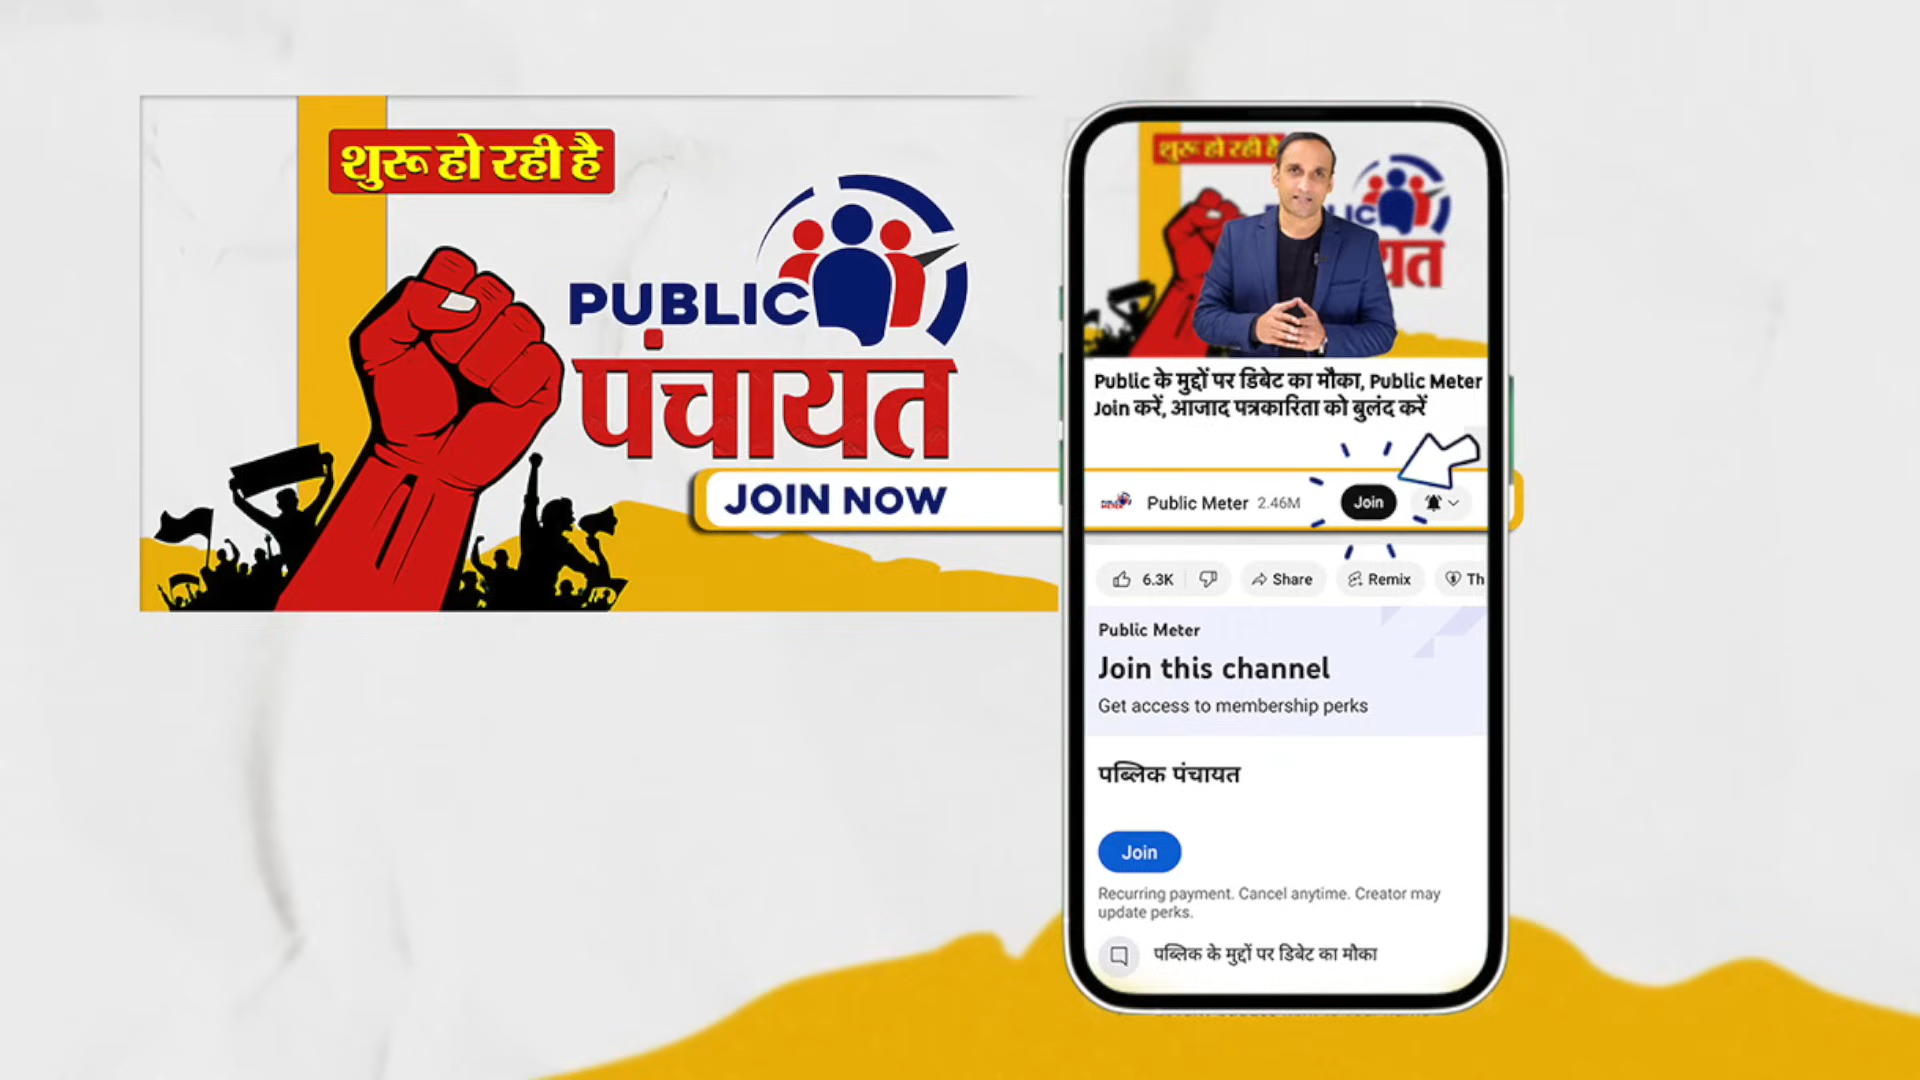 शुरू हो रही है
PUBLIC
पंचायत
JOIN NOW
शुरू हो रही है
Public के मुद्दों पर डिबेट का मौका, Public Meter
Join करें, आजाद पत्रकारिता को बुलंद करें
Public Meter 2.46M Join
6.3K Share Remix Th
Public Meter
Join this channel
Get access to membership perks
पब्लिक पंचायत
Join
Recurring payment. Cancel anytime. Creator may
update perks.
पब्लिक के मुद्दों पर डिबेट का मौका